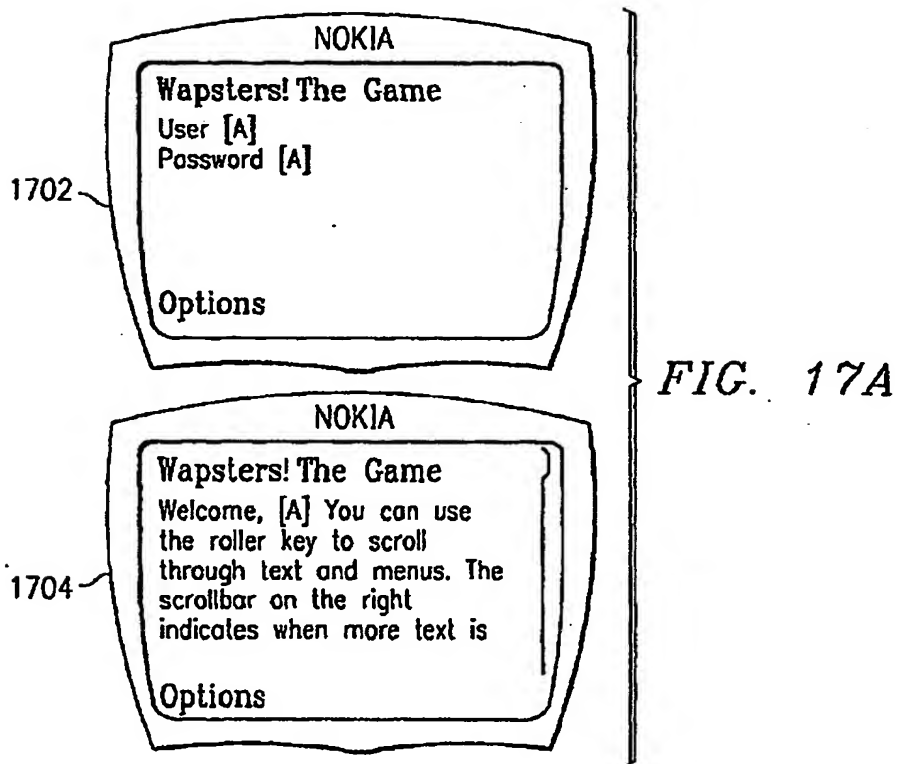 NOKIA
Wapsters! The Game
User [A]
Password [A]
1702
Options
FIG. 17A
NOKIA
Wapsters! The Game
Welcome, [A] You can use
the roller key to scroll
through text and menus. The
scrollbar on the right
indicates when more text is
1704
Options